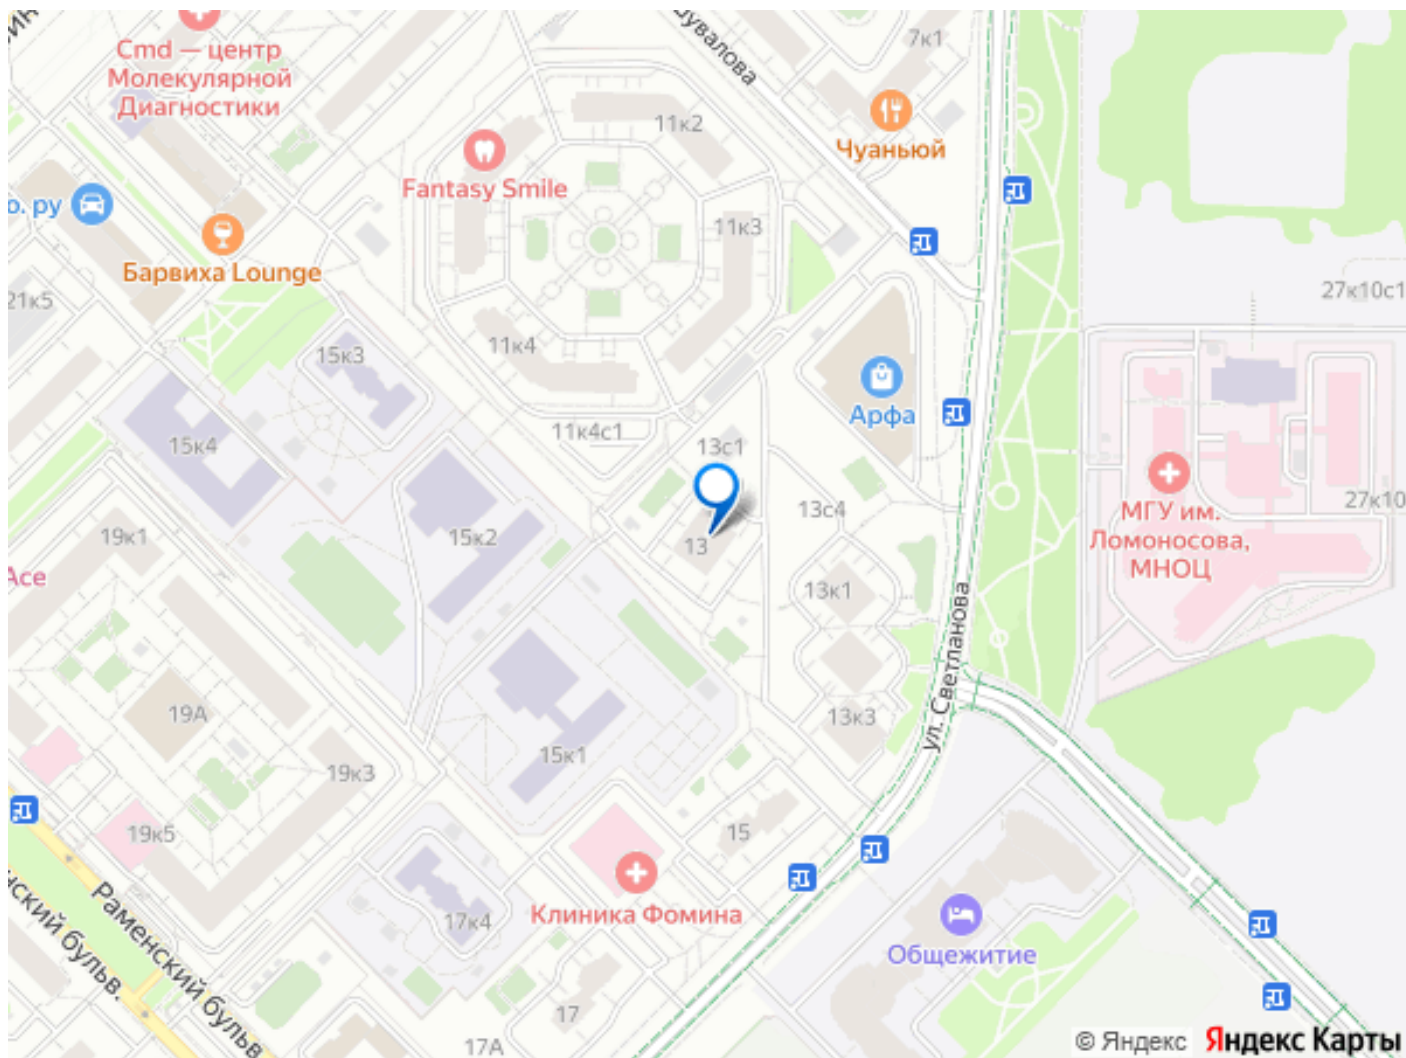 Cmd — центр
Молекулярной
Диагностики
Шувалова
7к1
11к2
Чуаньюй
Fantasy Smile
о. ру
11к3
Барвиха Lounge
21к5
27к10с1
15к3
11к4
Арфа
11к4с1
13с1
15к4
27к10
13с4
МГУ им.
Ломоносова,
МНОЦ
19к1
15к2
13
Ace
13к1
ул. Светланова
19А
13к3
15к1
19к3
19к5
15
Раменский бульв.
нский бульв.
Клиника Фомина
17к4
Общежитие
17
17А
© Яндекс
Яндекс Карты